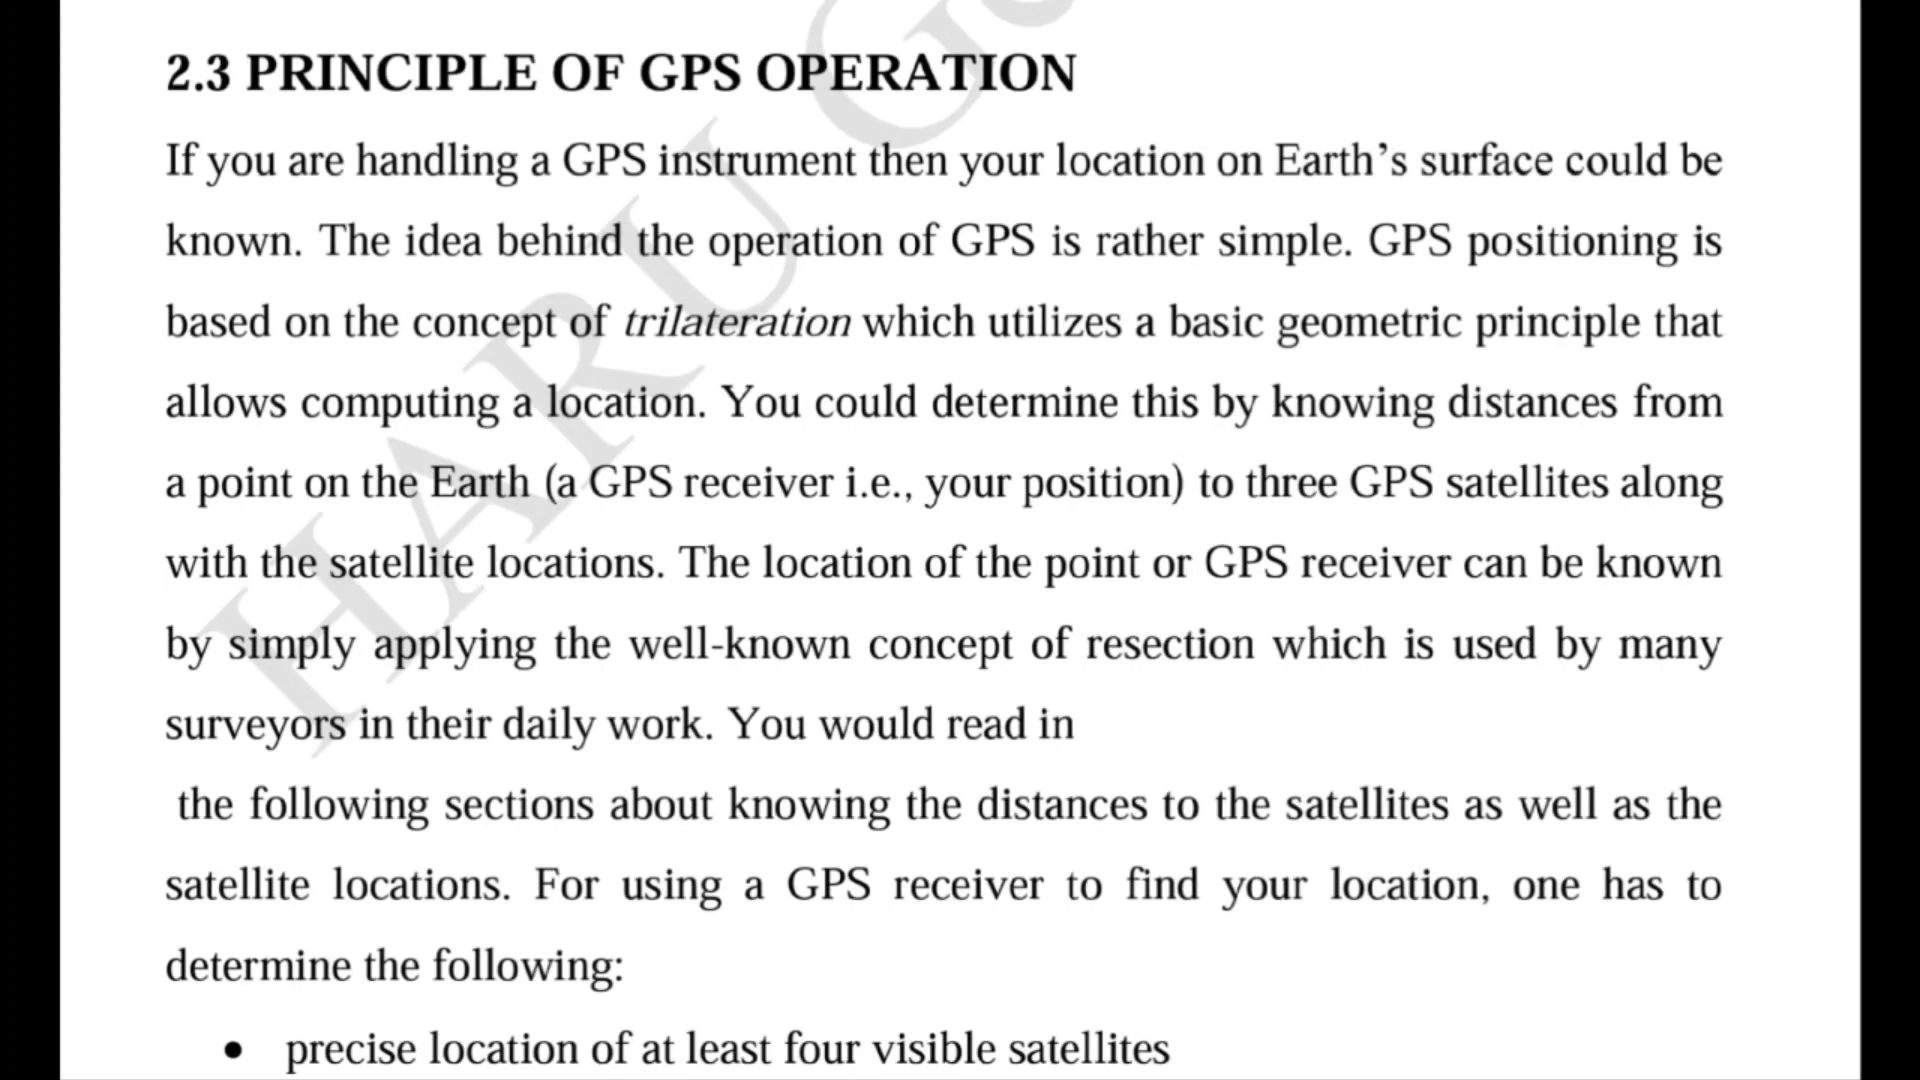 2.3 PRINCIPLE OF GPS OPERATION
If you are handling a GPS instrument then your location on Earth’s surface could be
known. The idea behind the operation of GPS is rather simple. GPS positioning is
based on the concept of trilateration which utilizes a basic geometric principle that
allows computing a location. You could determine this by knowing distances from
a point on the Earth (a GPS receiver i.e., your position) to three GPS satellites along
with the satellite locations. The location of the point or GPS receiver can be known
by simply applying the well-known concept of resection which is used by many
surveyors in their daily work. You would read in
the following sections about knowing the distances to the satellites as well as the
satellite locations. For using a GPS receiver to find your location, one has to
determine the following:
• precise location of at least four visible satellites
HARU